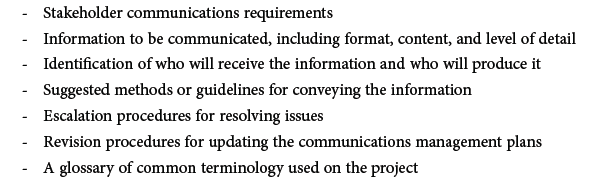 - Stakeholder communications requirements
- Information to be communicated, including format, content, and level of detail
- Identification of who will receive the information and who will produce it
- Suggested methods or guidelines for conveying the information
- Escalation procedures for resolving issues
- Revision procedures for updating the communications management plans
- A glossary of common terminology used on the project